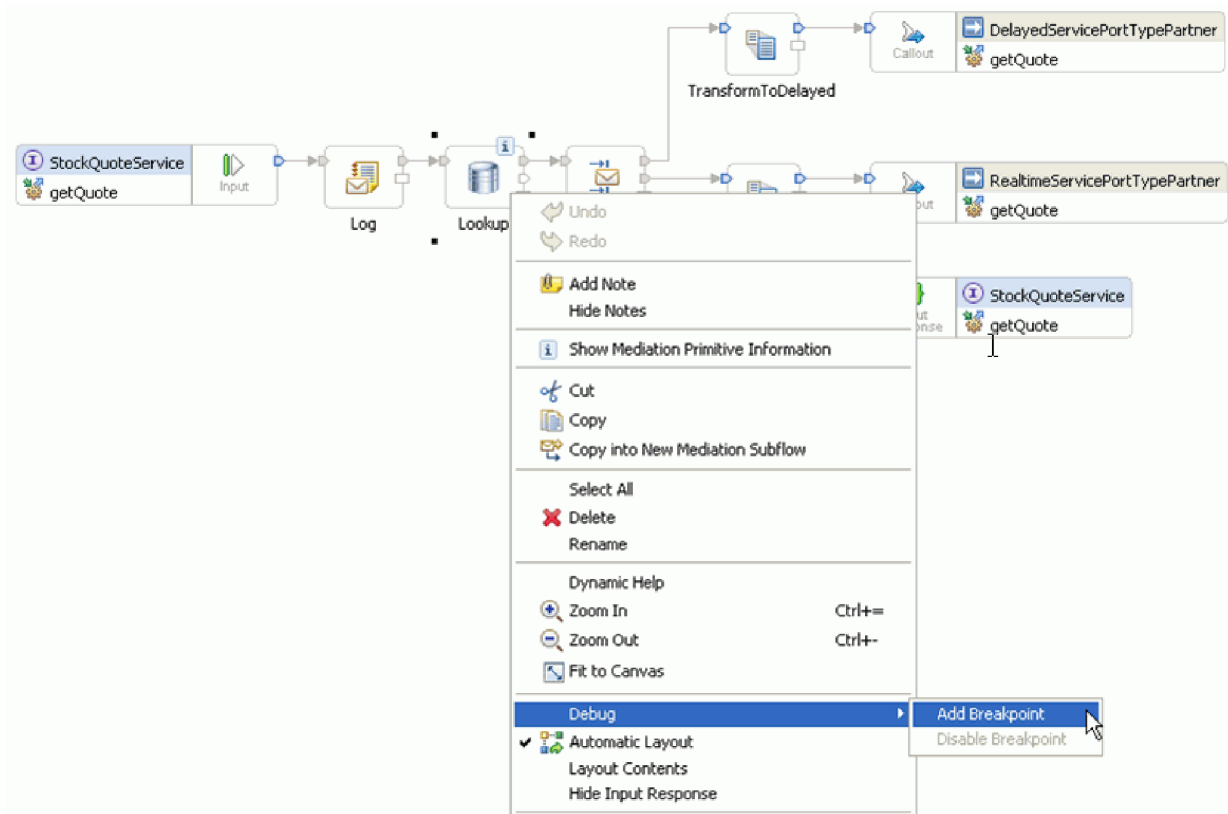 DelayedServicePortTypePartner
Callout
getQuote
TransformToDelayed
StockQuoteService
Input
getQuote
Log
Lookup
RealtimeServicePortTypePartner
out
getQuote
Undo
Redo
Add Note
Hide Notes
StockQuoteService
getQuote
Show Mediation Primitive Information
Cut
Copy
Copy into New Mediation Subflow
Select All
Delete
Rename
Dynamic Help
Zoom In Ctrl+=
Zoom Out Ctrl+-
Fit to Canvas
Debug
Add Breakpoint
Disable Breakpoint
Automatic Layout
Layout Contents
Hide Input Response